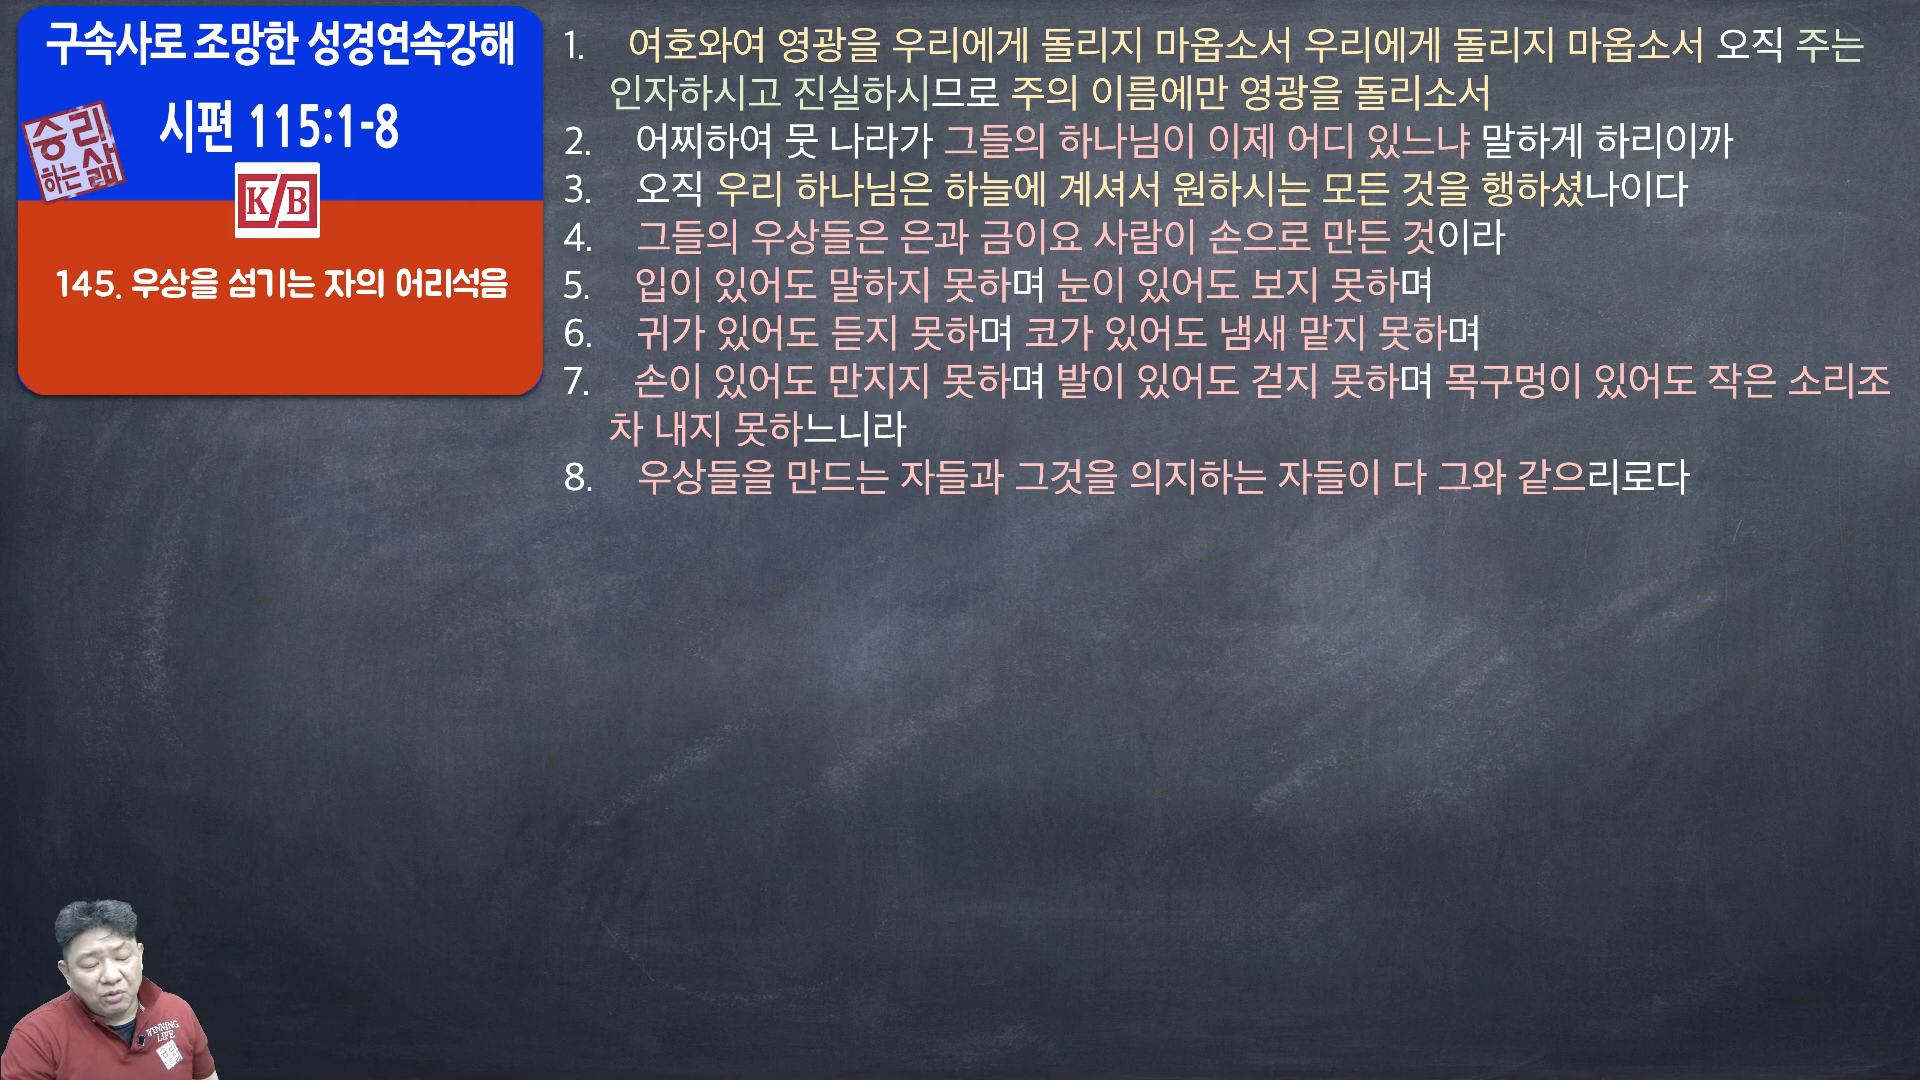 구속사로 조망한 성경연속강해
시편 115:1-8
승리
하는 삶
K/B
145. 우상을 섬기는 자의 어리석음
1. 여호와여 영광을 우리에게 돌리지 마옵소서 우리에게 돌리지 마옵소서 오직 주는
인자하시고 진실하시므로 주의 이름에만 영광을 돌리소서
2. 어찌하여 뭇 나라가 그들의 하나님이 이제 어디 있느냐 말하게 하리이까
3. 오직 우리 하나님은 하늘에 계셔서 원하시는 모든 것을 행하셨나이다
4. 그들의 우상들은 은과 금이요 사람이 손으로 만든 것이라
5. 입이 있어도 말하지 못하며 눈이 있어도 보지 못하며
6. 귀가 있어도 듣지 못하며 코가 있어도 냄새 맡지 못하며
7. 손이 있어도 만지지 못하며 발이 있어도 걷지 못하며 목구멍이 있어도 작은 소리조
차 내지 못하느니라
8. 우상들을 만드는 자들과 그것을 의지하는 자들이 다 그와 같으리로다
WINNING
LIFE